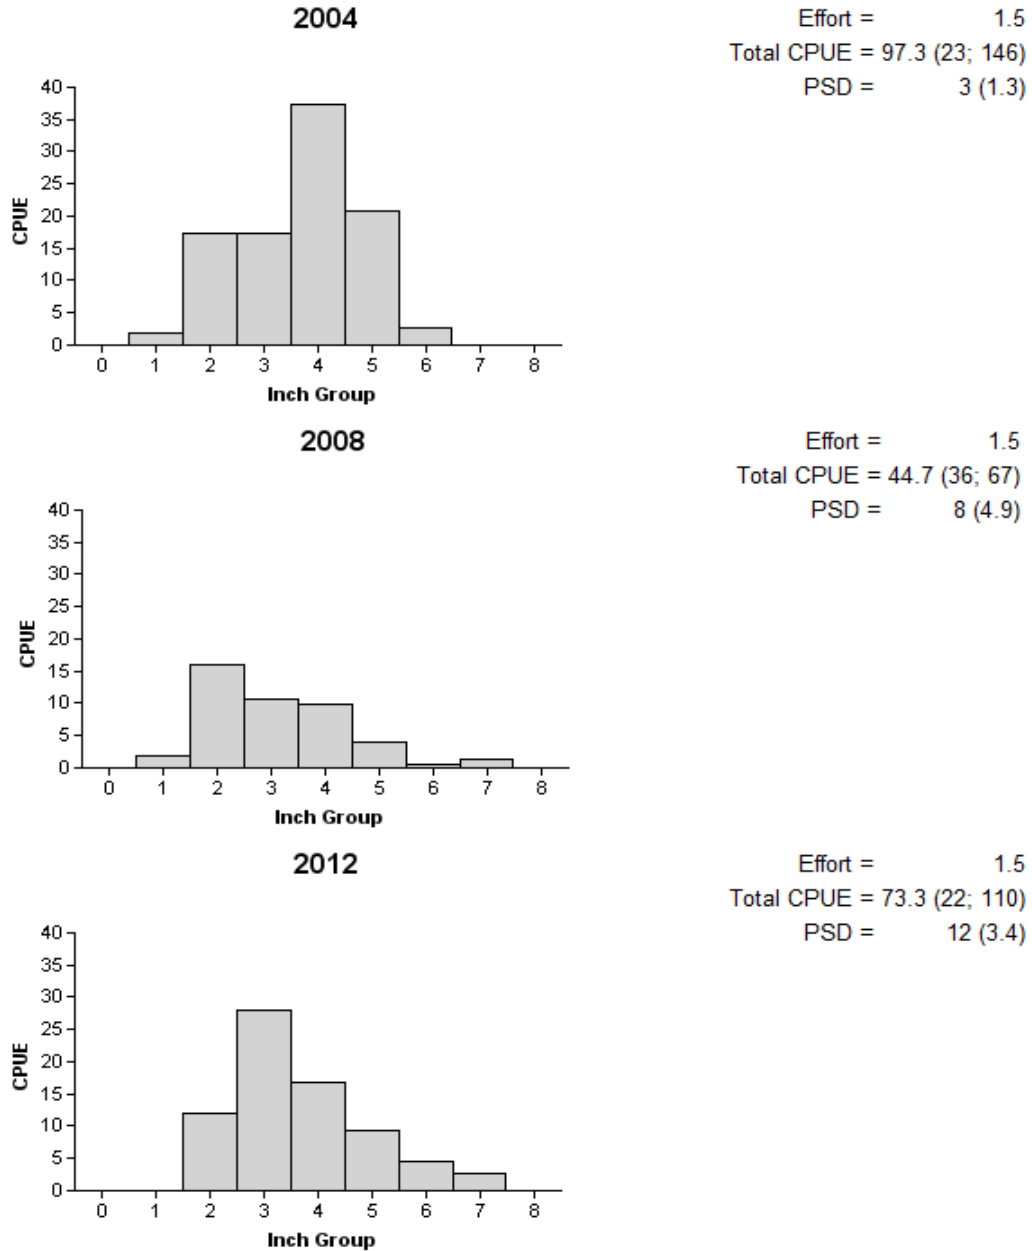 2004
Effort = 1.5
Total CPUE = 97.3 (23; 146)
PSD = 3 (1.3)
40
35
30
25
20
15
10
5
0
CPUE
0 1 2 3 4 5 6 7 8
Inch Group
2008
Effort = 1.5
Total CPUE = 44.7 (36; 67)
PSD = 8 (4.9)
40
35
30
25
20
15
10
5
0
CPUE
0 1 2 3 4 5 6 7 8
Inch Group
2012
Effort = 1.5
Total CPUE = 73.3 (22; 110)
PSD = 12 (3.4)
40
35
30
25
20
15
10
5
0
CPUE
0 1 2 3 4 5 6 7 8
Inch Group